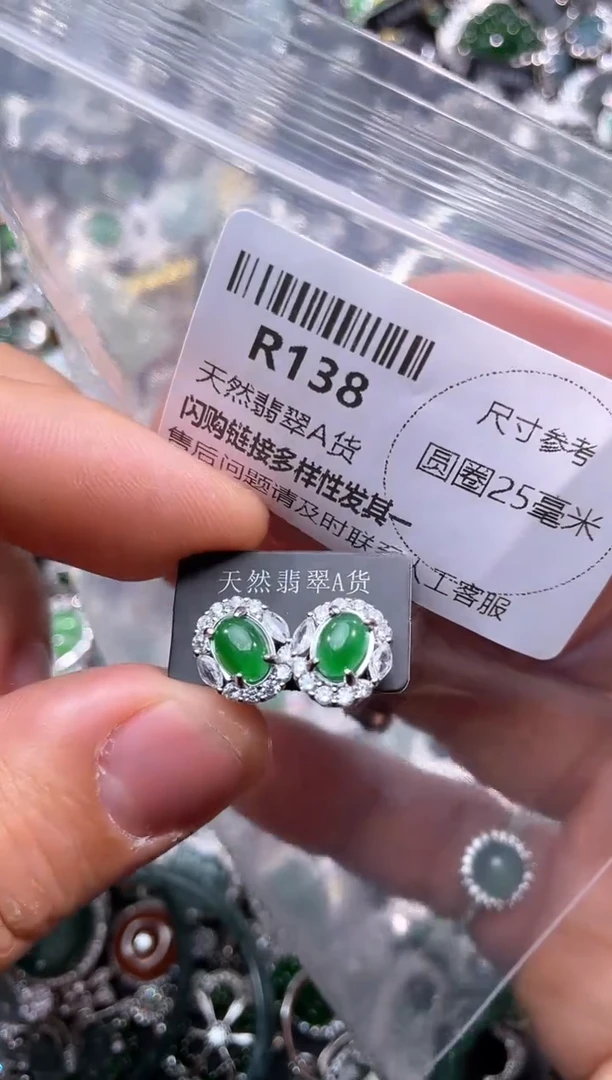 R138
天然翡翠A货
闪购链接多样性发其一
售后问题请及时联系人工客服
尺寸参考
圆圈25毫米
天然翡翠A货